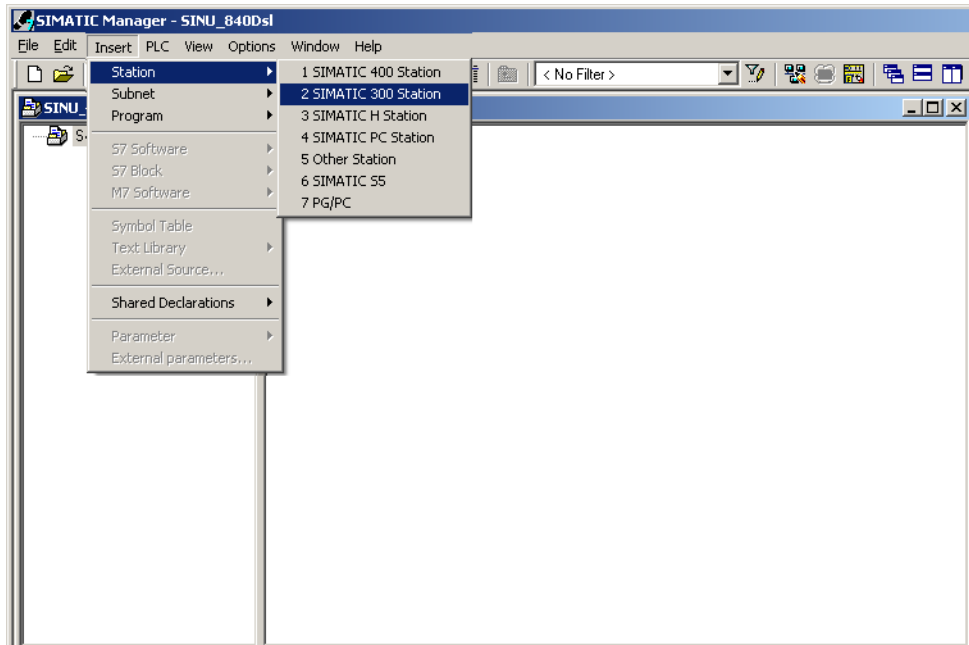 SIMATIC Manager - SINU_840Dsl
File Edit Insert PLC View Options Window Help
< No Filter >
Station
Subnet
Program
S7 Software
S7 Block
M7 Software
Symbol Table
Text Library
External Source...
Shared Declarations
Parameter
External parameters...
1 SIMATIC 400 Station
2 SIMATIC 300 Station
3 SIMATIC H Station
4 SIMATIC PC Station
5 Other Station
6 SIMATIC S5
7 PG/PC
SINU_
S